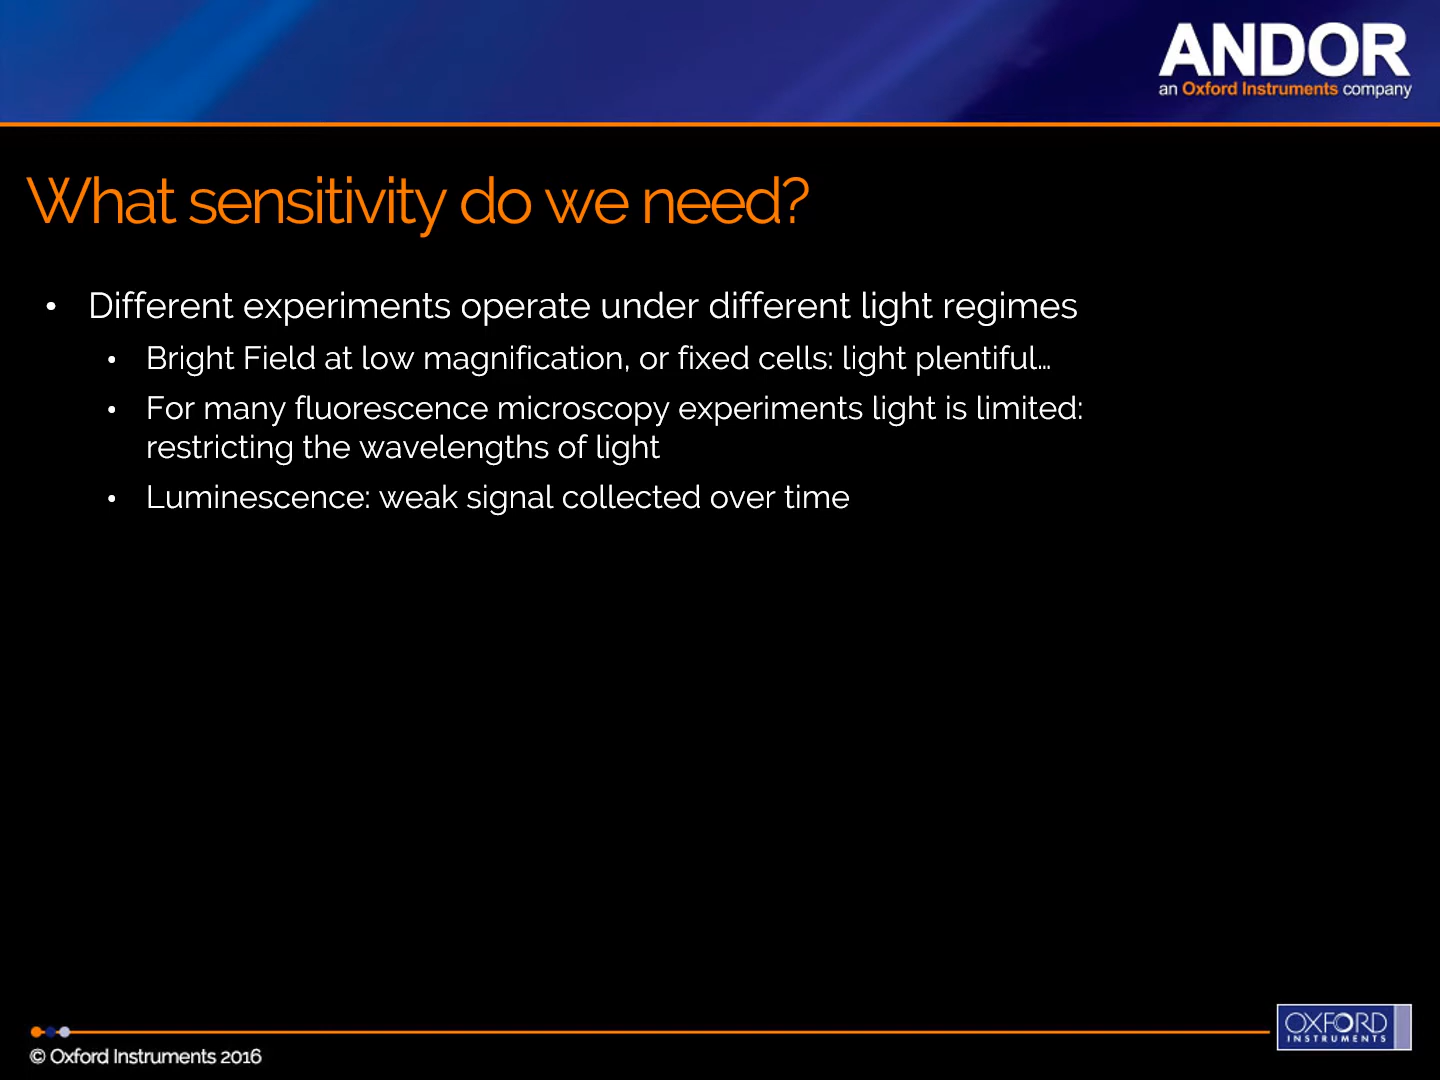 ANDOR
an Oxford Instruments company
What sensitivity do we need?
• Different experiments operate under different light regimes
• Bright Field at low magnification, or fixed cells: light plentiful…
• For many fluorescence microscopy experiments light is limited:
restricting the wavelengths of light
• Luminescence: weak signal collected over time
OXFORD
INSTRUMENTS
© Oxford Instruments 2016